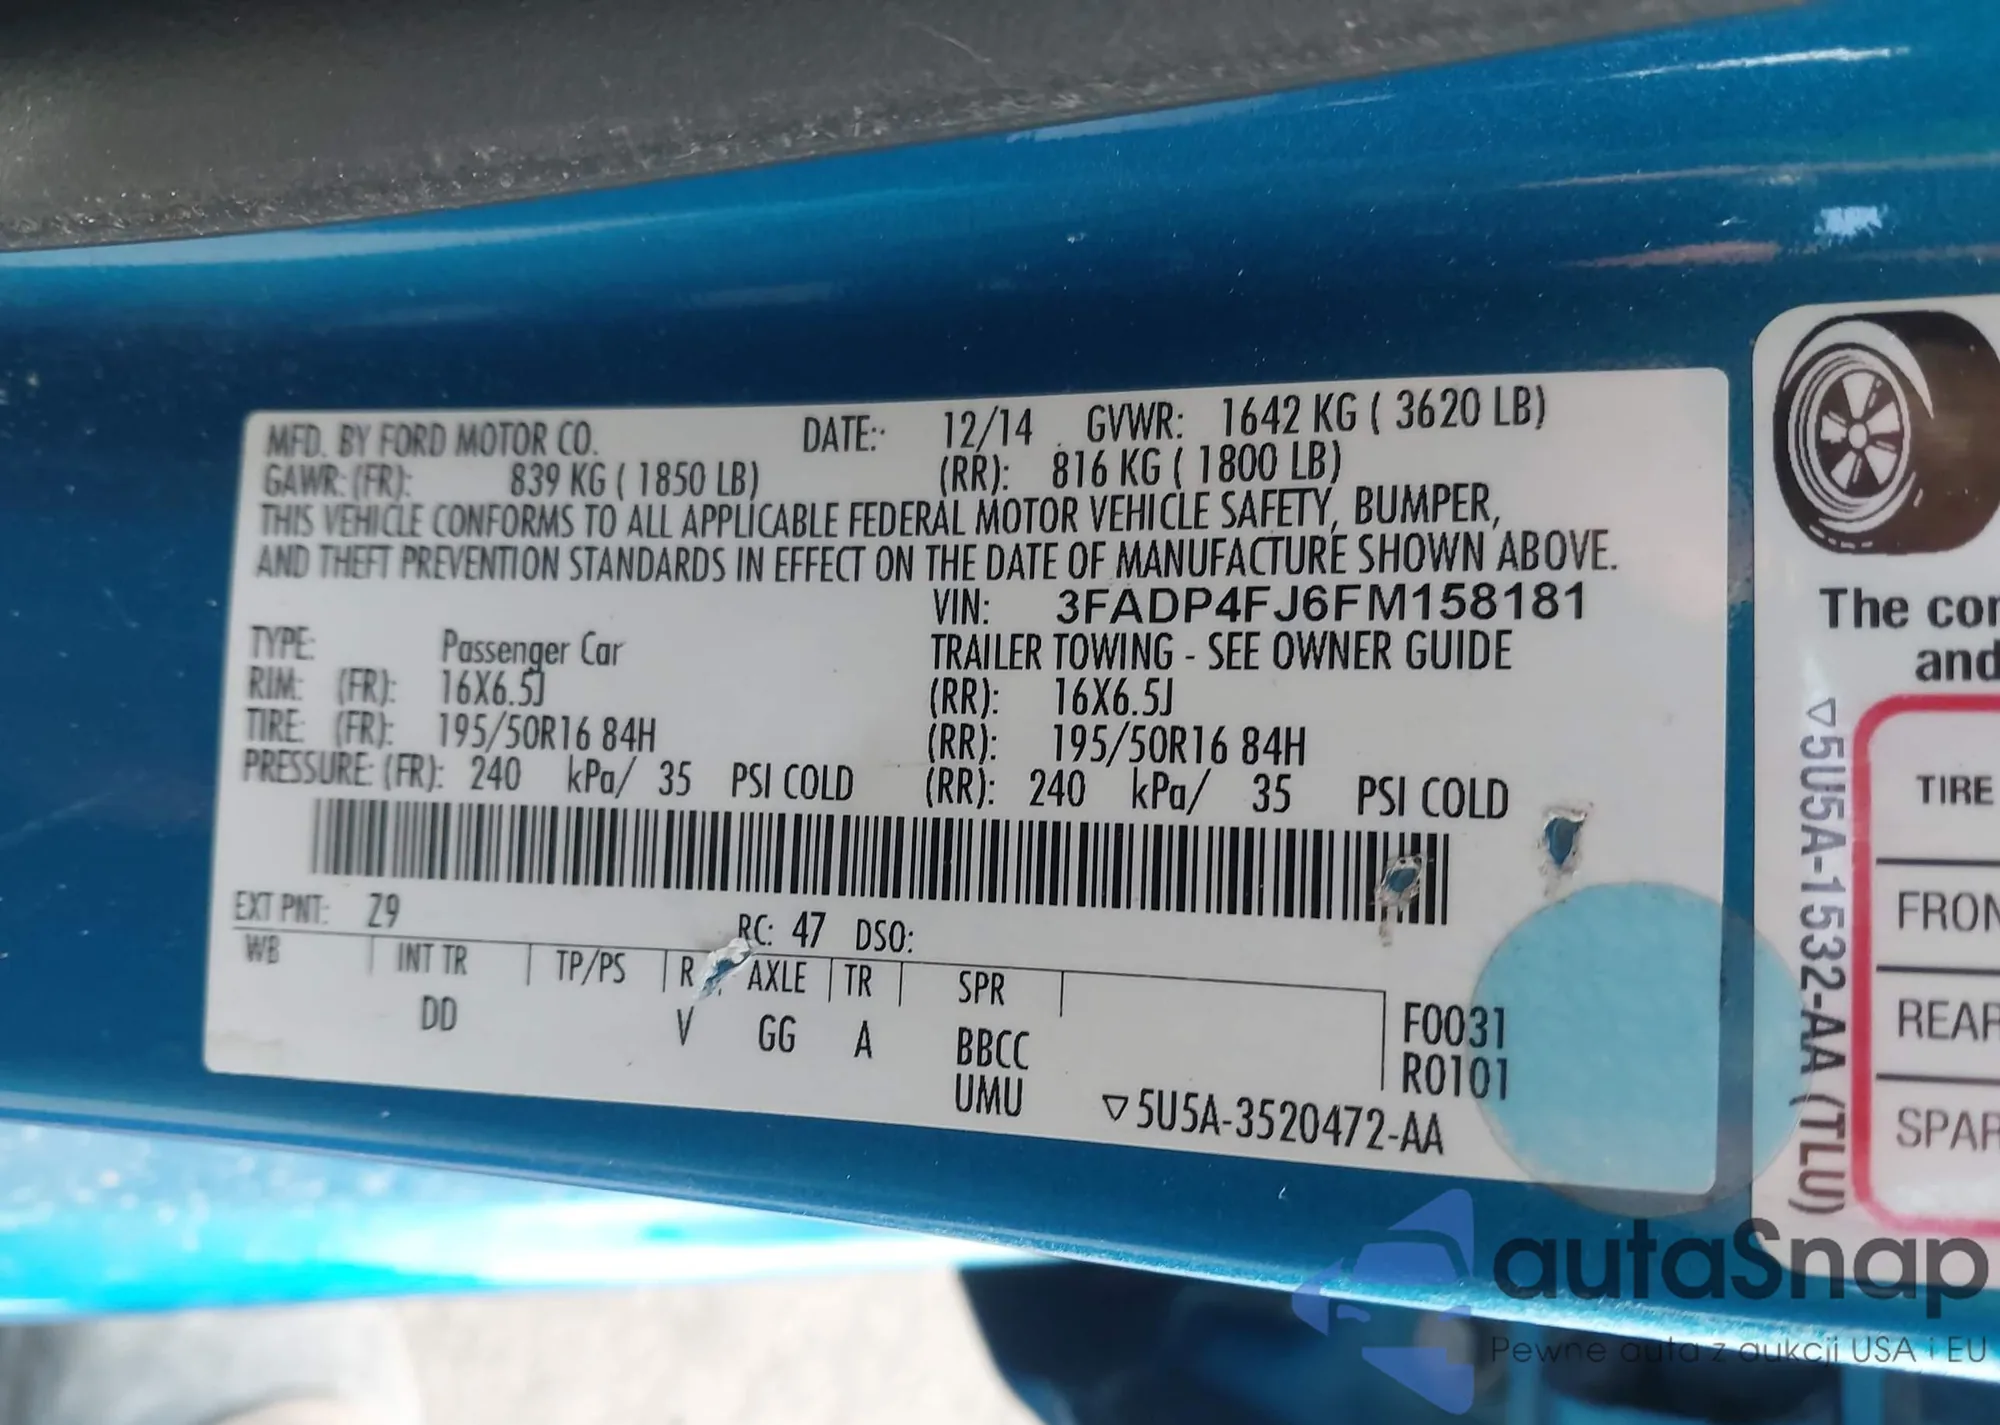 MFD. BY FORD MOTOR CO. DATE: 12/14 GVWR: 1642 KG ( 3620 LB)
GAWR: (FR): 839 KG ( 1850 LB) (RR): 816 KG ( 1800 LB)
THIS VEHICLE CONFORMS TO ALL APPLICABLE FEDERAL MOTOR VEHICLE SAFETY, BUMPER,
AND THEFT PREVENTION STANDARDS IN EFFECT ON THE DATE OF MANUFACTURE SHOWN ABOVE.
VIN: 3FADP4FJ6FM158181
TYPE: Passenger Car TRAILER TOWING - SEE OWNER GUIDE
RIM: (FR): 16X6.5J (RR): 16X6.5J
TIRE: (FR): 195/50R16 84H (RR): 195/50R16 84H
PRESSURE: (FR): 240 kPa/ 35 PSI COLD (RR): 240 kPa/ 35 PSI COLD
EXT PNT: Z9 RC: 47 DSO:
WB INT TR TP/PS R AXLE TR SPR
DD V GG A BBCC
UMU
F0031
R0101
▽5U5A-3520472-AA
The
and
▽5U5A-1532-AA (TLU)
TIRE
FRON
REAR
SPAR
autaSnap
Pewne auta z aukcji USA i EU